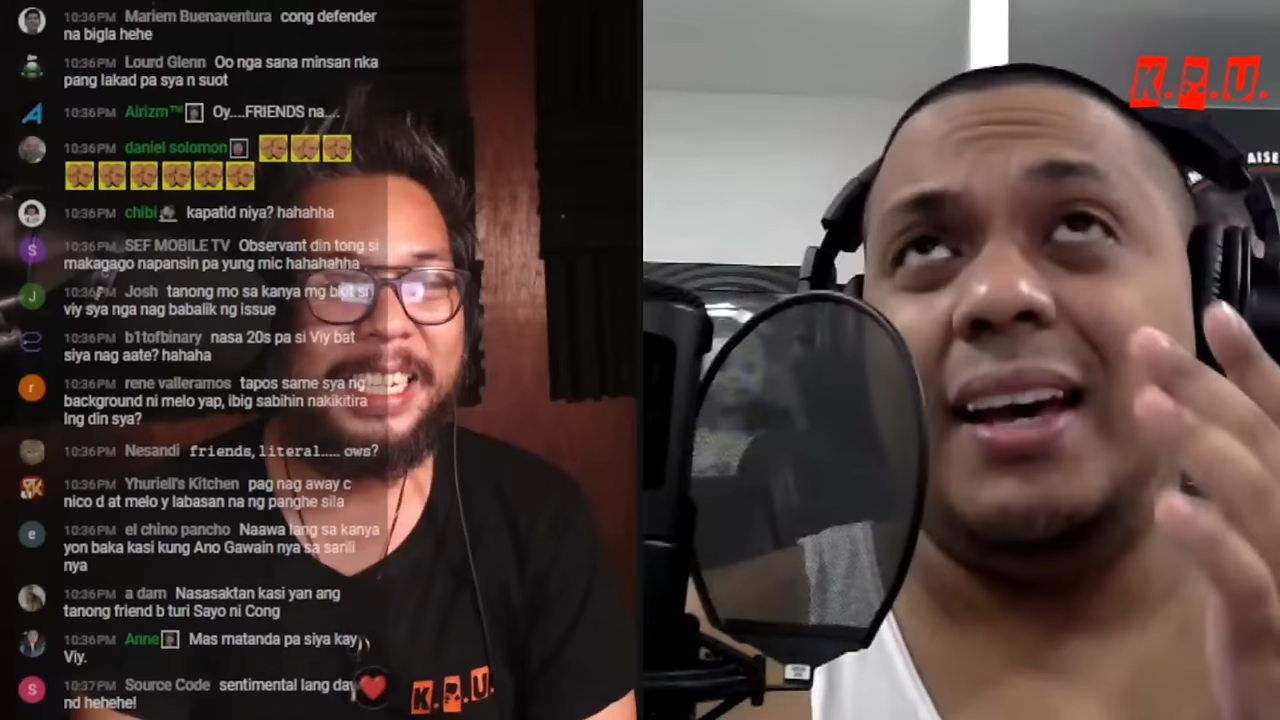 10:36PM Mariem Buenaventura cong defender
na bigla hehe
10:36PM Lourd Glenn Oo nga sana minsan nka
pang lakad pa sya n suot
10:36PM Airizm™ Oy....FRIENDS na....
10:36PM daniel solomon
10:36PM chibi kapatid niya? hahahha
10:36PM SEF MOBILE TV Observant din tong si
makagago napansin pa yung mic hahahahha
10:36PM Josh tanong mo sa kanya mg bkit si
viy sya nga nag babalik ng issue
10:36PM b1tofbinary nasa 20s pa si Viy bat
siya nag aate? hahaha
10:36PM rene valleramos tapos same sya ng
background ni melo yap, ibig sabihin nakikitira
lng din sya?
10:36PM Nesandi friends, literal..... ows?
10:36PM Yhuriell's Kitchen pag nag away c
nico d at melo y labasan na ng panghe sila
10:36PM el chino pancho Naawa lang sa kanya
yon baka kasi kung Ano Gawain nya sa sarili
nya
10:36PM a dam Nasasaktan kasi yan ang
tanong friend b turi Sayo ni Cong
10:36PM Anne Mas matanda pa siya kay
Viy.
10:37PM Source Code sentimental lang daw
nd hehehe!
K.P.U.
K.P.U.
AISE